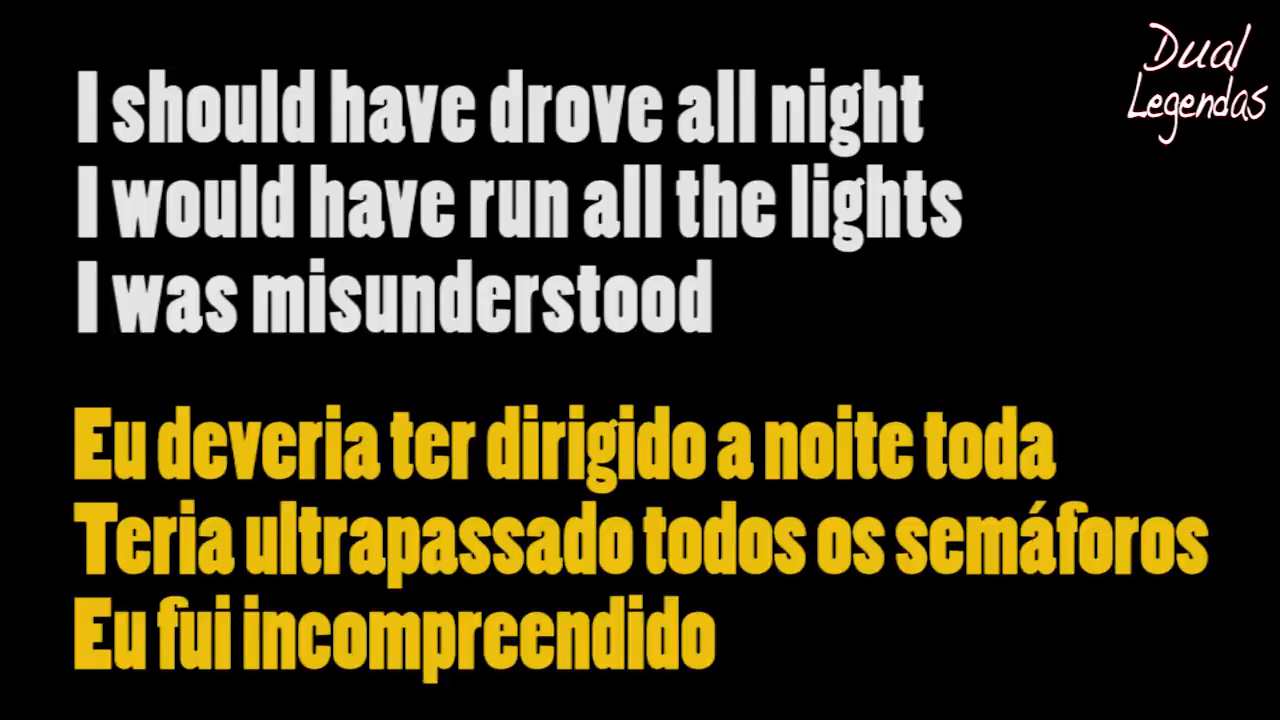 Dual
Legendas
I should have drove all night
I would have run all the lights
I was misunderstood
Eu deveria ter dirigido a noite toda
Teria ultrapassado todos os semáforos
Eu fui incompreendido